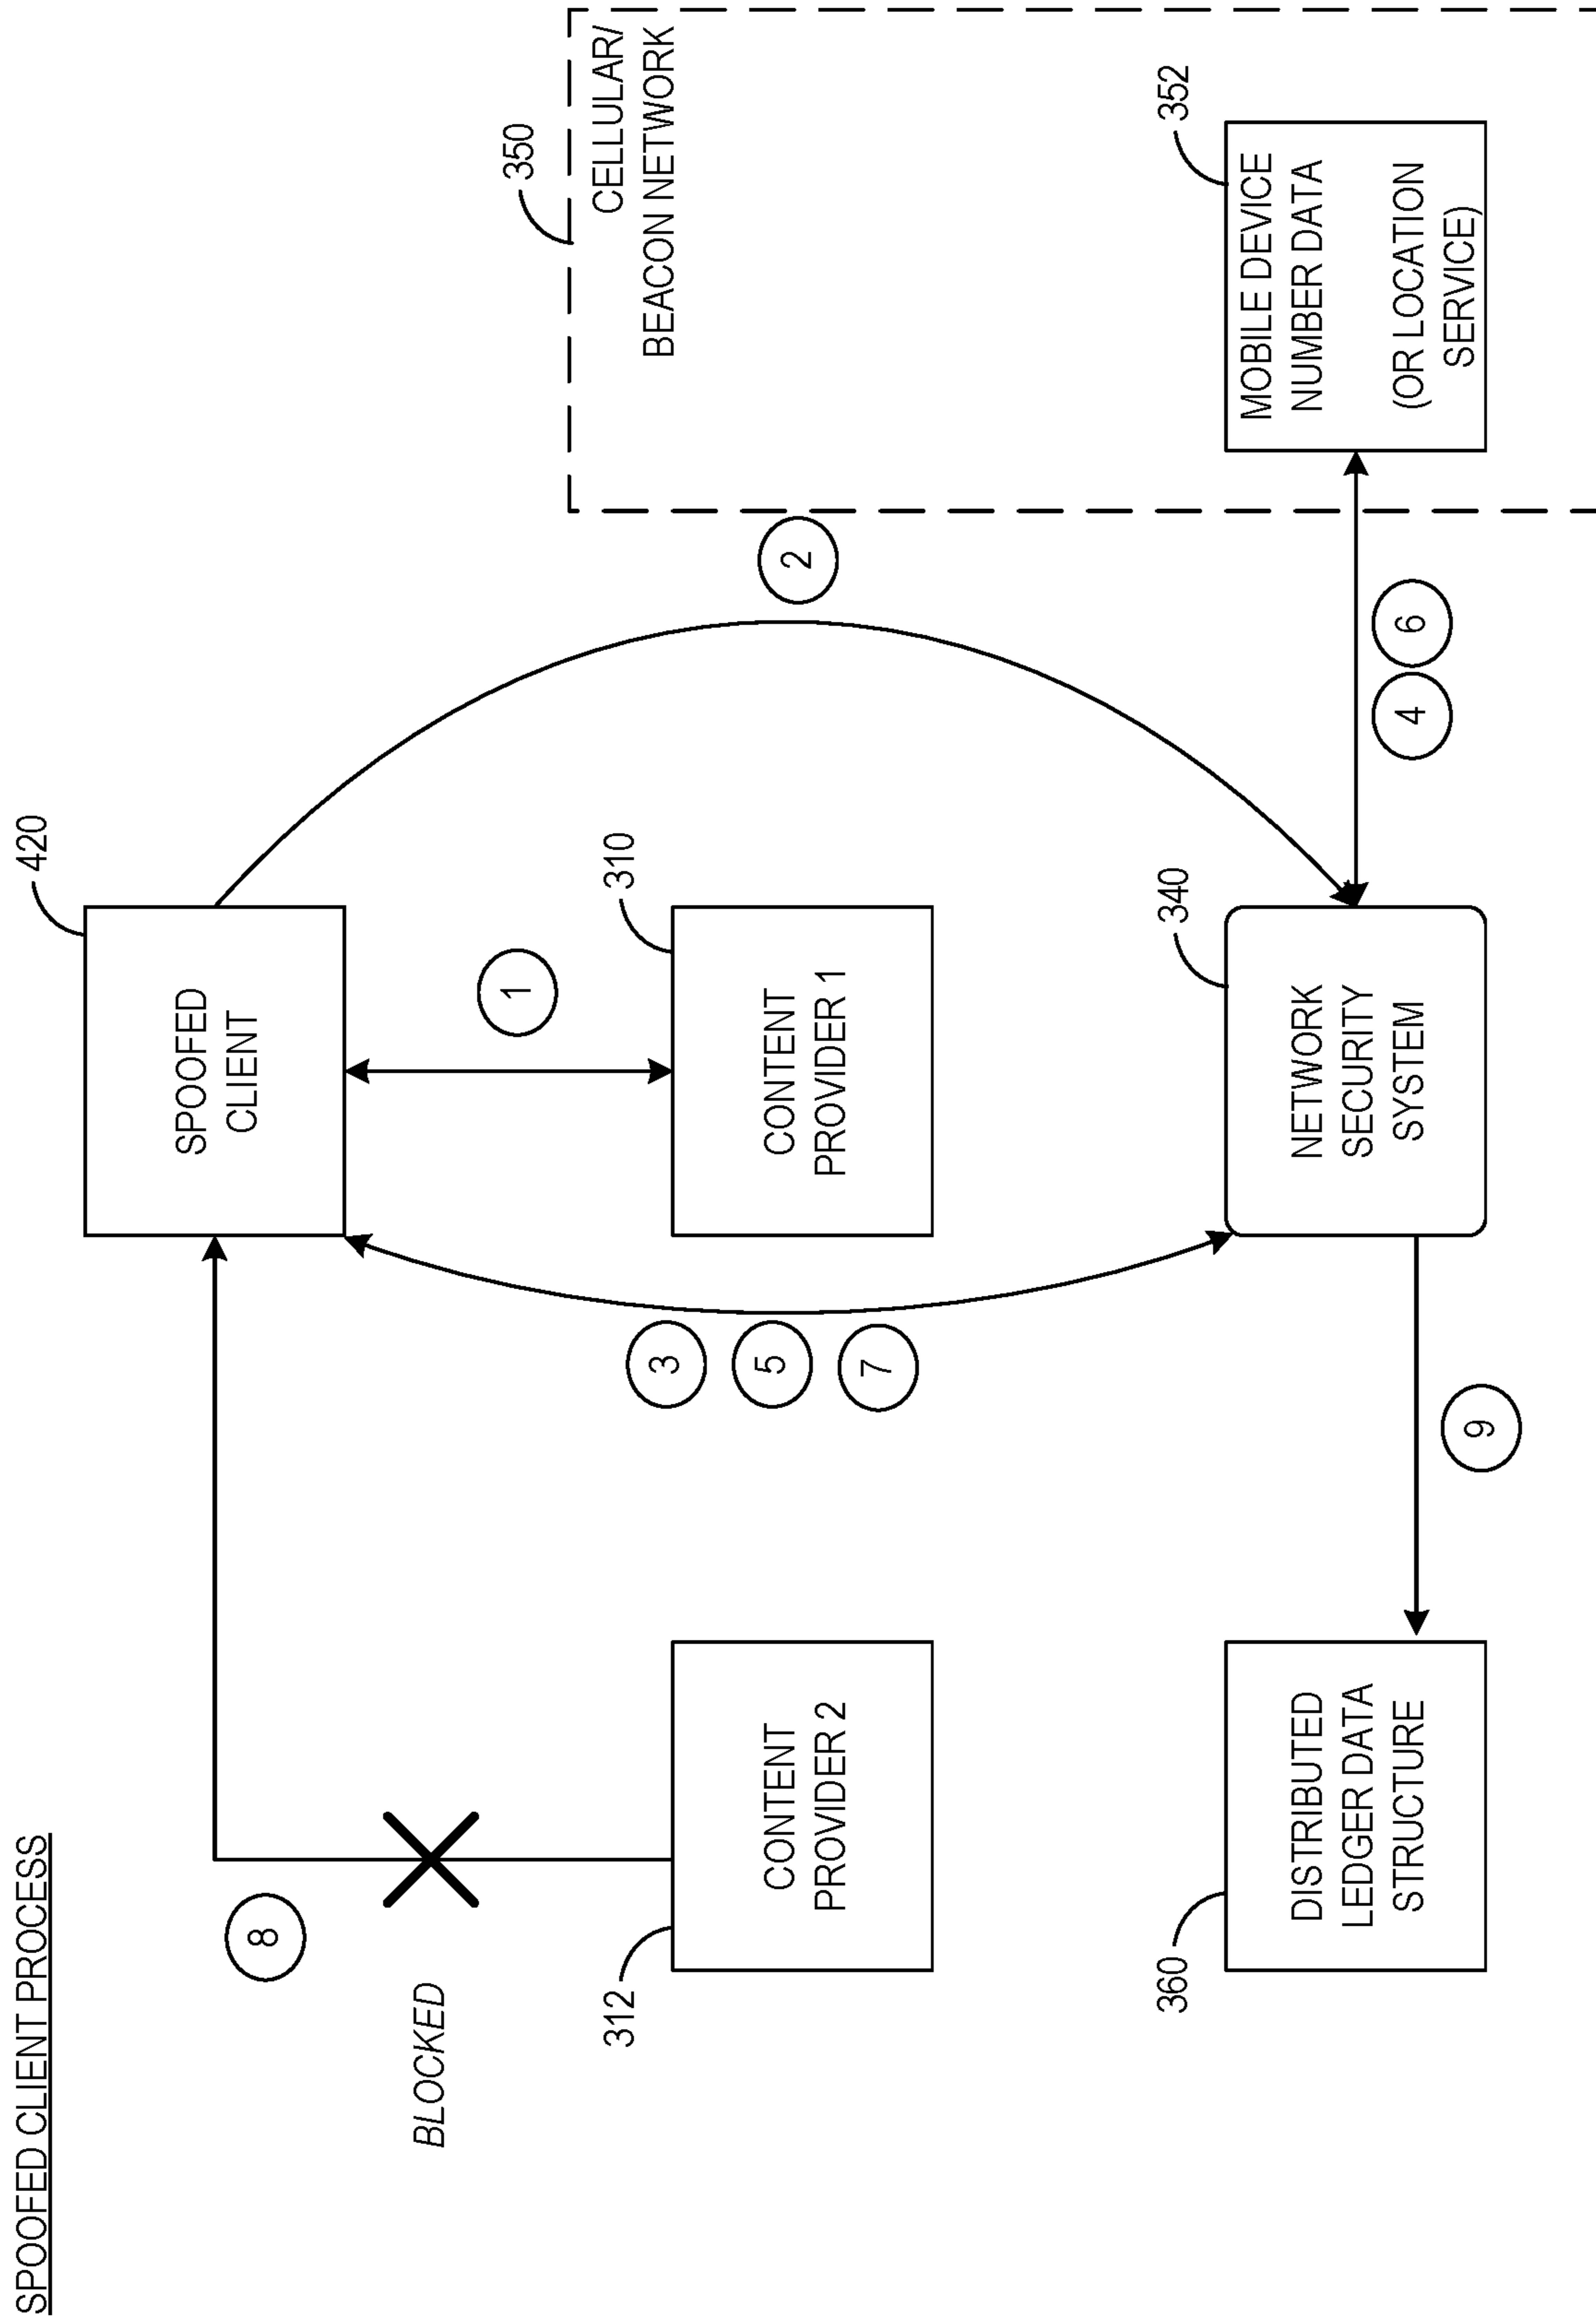 SPOOFED CLIENT PROCESS
8
BLOCKED
420
SPOOFED
CLIENT
350
CELLULAR/
BEACON NETWORK
1
2
3
5
7
312
CONTENT
PROVIDER 2
310
CONTENT
PROVIDER 1
360
DISTRIBUTED
LEDGER DATA
STRUCTURE
9
340
NETWORK
SECURITY
SYSTEM
4
6
352
MOBILE DEVICE
NUMBER DATA
(OR LOCATION
SERVICE)